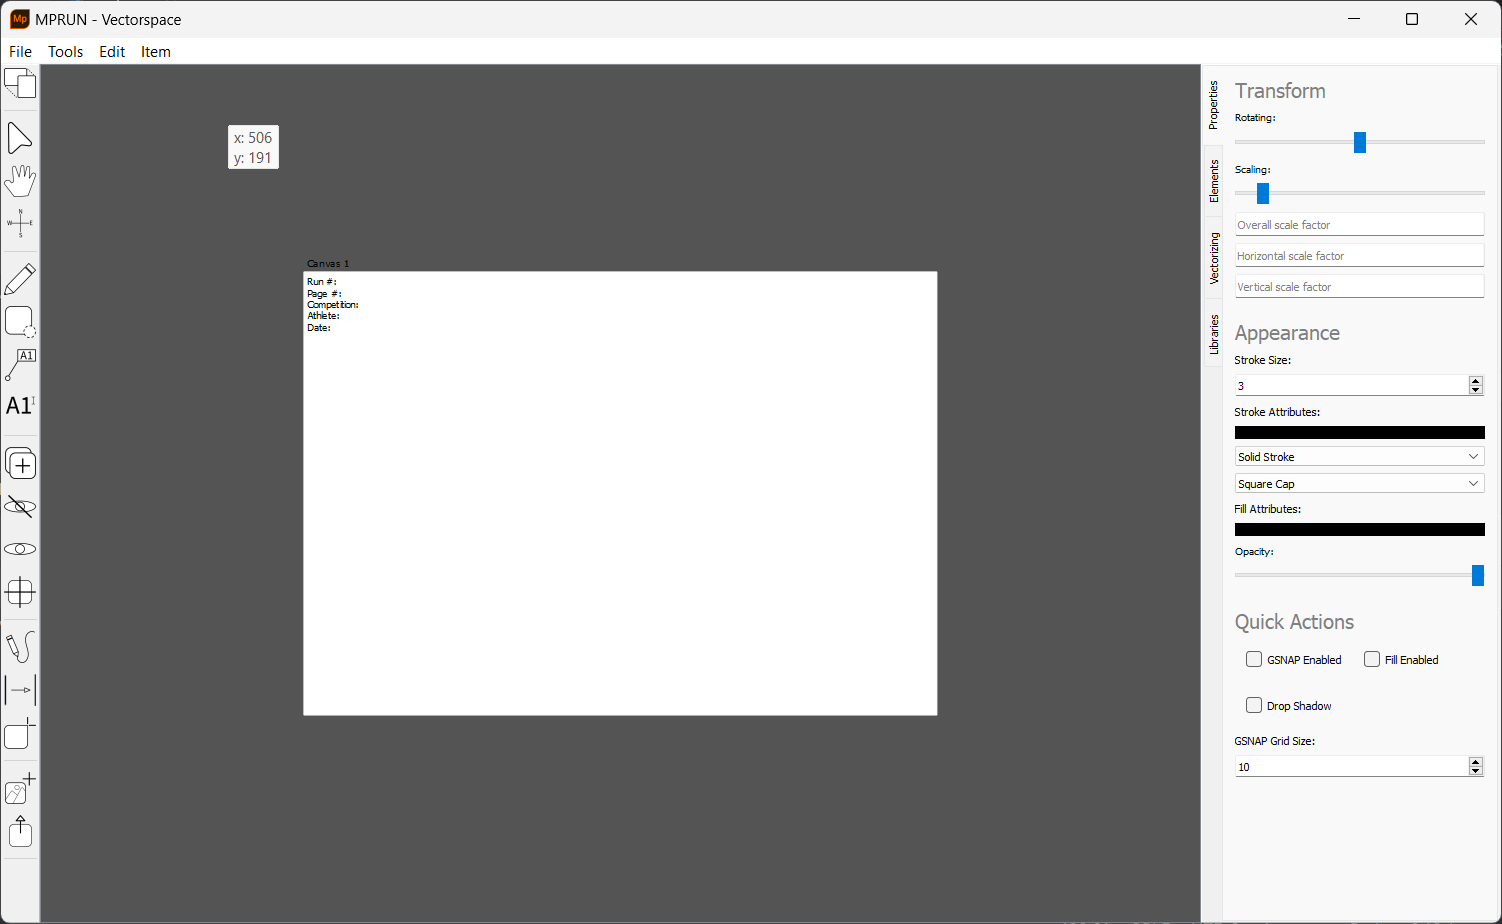 Mp MPRUN - Vectorspace
File Tools Edit Item
x: 506
y: 191
N
W E
S
A1
A1
Canvas 1
Run #:
Page #:
Competition:
Athlete:
Date:
Properties
Elements
Vectorizing
Libraries
Transform
Rotating:
Scaling:
Overall scale factor
Horizontal scale factor
Vertical scale factor
Appearance
Stroke Size:
3
Stroke Attributes:
Solid Stroke
Square Cap
Fill Attributes:
Opacity:
Quick Actions
GSNAP Enabled Fill Enabled
Drop Shadow
GSNAP Grid Size:
10